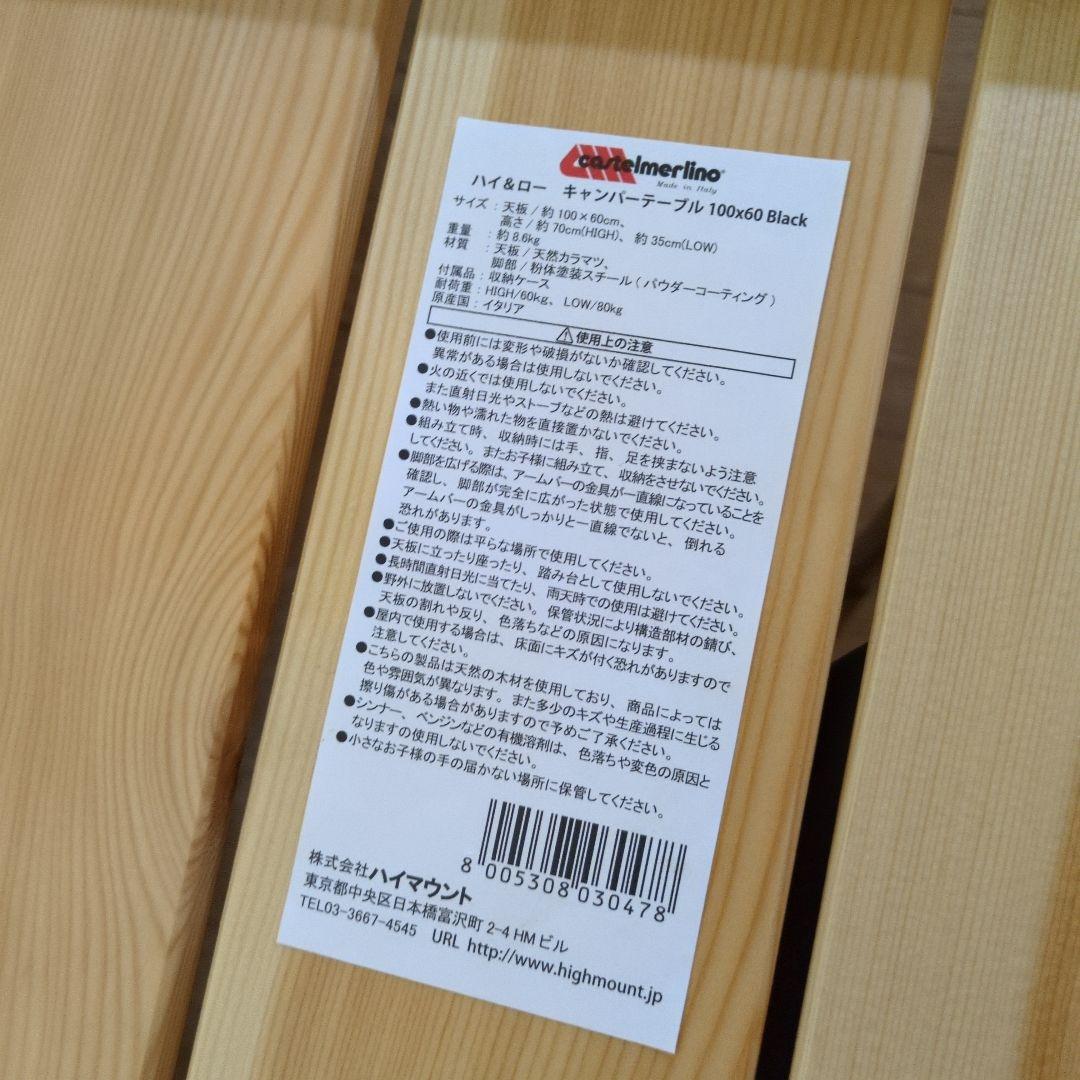 castelmerlino
Made in Italy
ハイ＆ロー　キャンパーテーブル 100x60 Black
サイズ：天板 / 約 100×60cm、
高さ / 約 70cm(HIGH)、 約 35cm(LOW)
重量　：約 8.6kg
材質　：天板 / 天然カラマツ、
脚部 / 粉体塗装スチール ( パウダーコーティング )
付属品：収納ケース
耐荷重：HIGH/60kg、 LOW/80kg
原産国：イタリア
⚠使用上の注意
●使用前には変形や破損がないか確認してください。
異常がある場合は使用しないでください。
●火の近くでは使用しないでください。
また直射日光やストーブなどの熱は避けてください。
●熱い物や濡れた物を直接置かないでください。
●組み立て時、収納時には手、指、足を挟まないよう注意
してください。またお子様に組み立て、収納をさせないでください。
●脚部を広げる際は、アームバーの金具が一直線になっていることを
確認し、脚部が完全に広がった状態で使用してください。
アームバーの金具がしっかりと一直線でないと、倒れる
恐れがあります。
●ご使用の際は平らな場所で使用してください。
●天板に立ったり座ったり、踏み台として使用しないでください。
●長時間直射日光に当てたり、雨天時での使用は避けてください。
●野外に放置しないでください。保管状況により構造部材の錆び、
天板の割れや反り、色落ちなどの原因になります。
●屋内で使用する場合は、床面にキズが付く恐れがありますので
注意してください。
●こちらの製品は天然の木材を使用しており、商品によっては
色や雰囲気が異なります。また多少のキズや生産過程に生じる
擦り傷がある場合がありますので予めご了承ください。
●シンナー、ベンジンなどの有機溶剤は、色落ちや変色の原因と
なりますの使用しないでください。
●小さなお子様の手の届かない場所に保管してください。
8 005308 030478
株式会社ハイマウント
東京都中央区日本橋富沢町 2-4 HM ビル
TEL03-3667-4545　URL http://www.highmount.jp